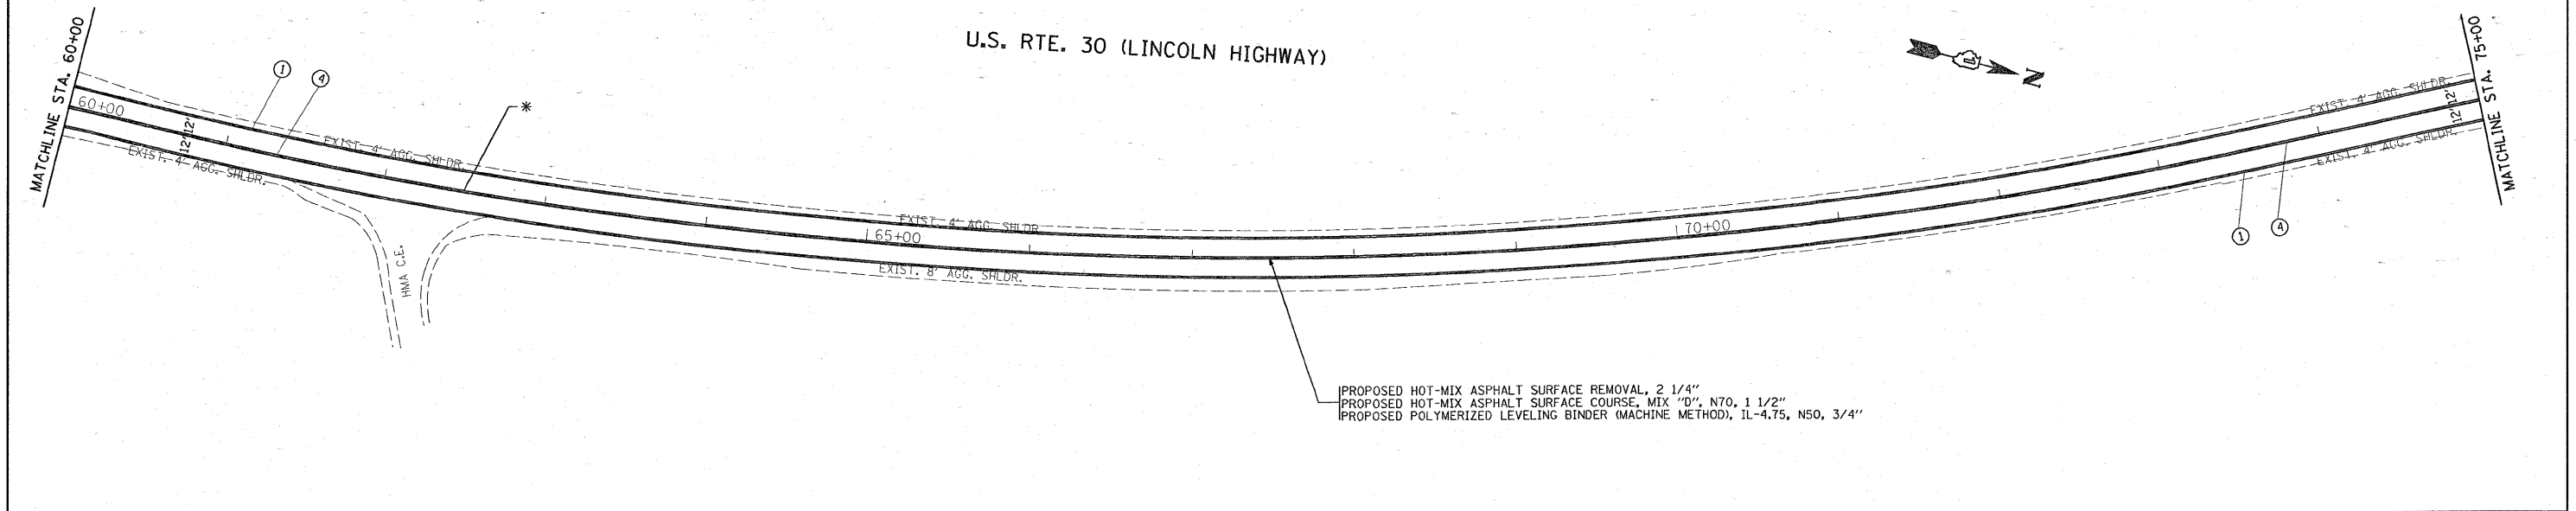 U.S. RTE. 30 (LINCOLN HIGHWAY)
N
MATCHLINE STA. 60+00
MATCHLINE STA. 75+00
1
4
*
60+00
12' 12'
EXIST. 4' AGG. SHLDR.
EXIST. 4' AGG. SHLDR.
HMA C.E.
EXIST. 4' AGG. SHLDR.
65+00
EXIST. 8' AGG. SHLDR.
70+00
EXIST. 4' AGG. SHLDR.
12' 12'
EXIST. 4' AGG. SHLDR.
1
4
PROPOSED HOT-MIX ASPHALT SURFACE REMOVAL, 2 1/4"
PROPOSED HOT-MIX ASPHALT SURFACE COURSE, MIX "D", N70, 1 1/2"
PROPOSED POLYMERIZED LEVELING BINDER (MACHINE METHOD), IL-4.75, N50, 3/4"